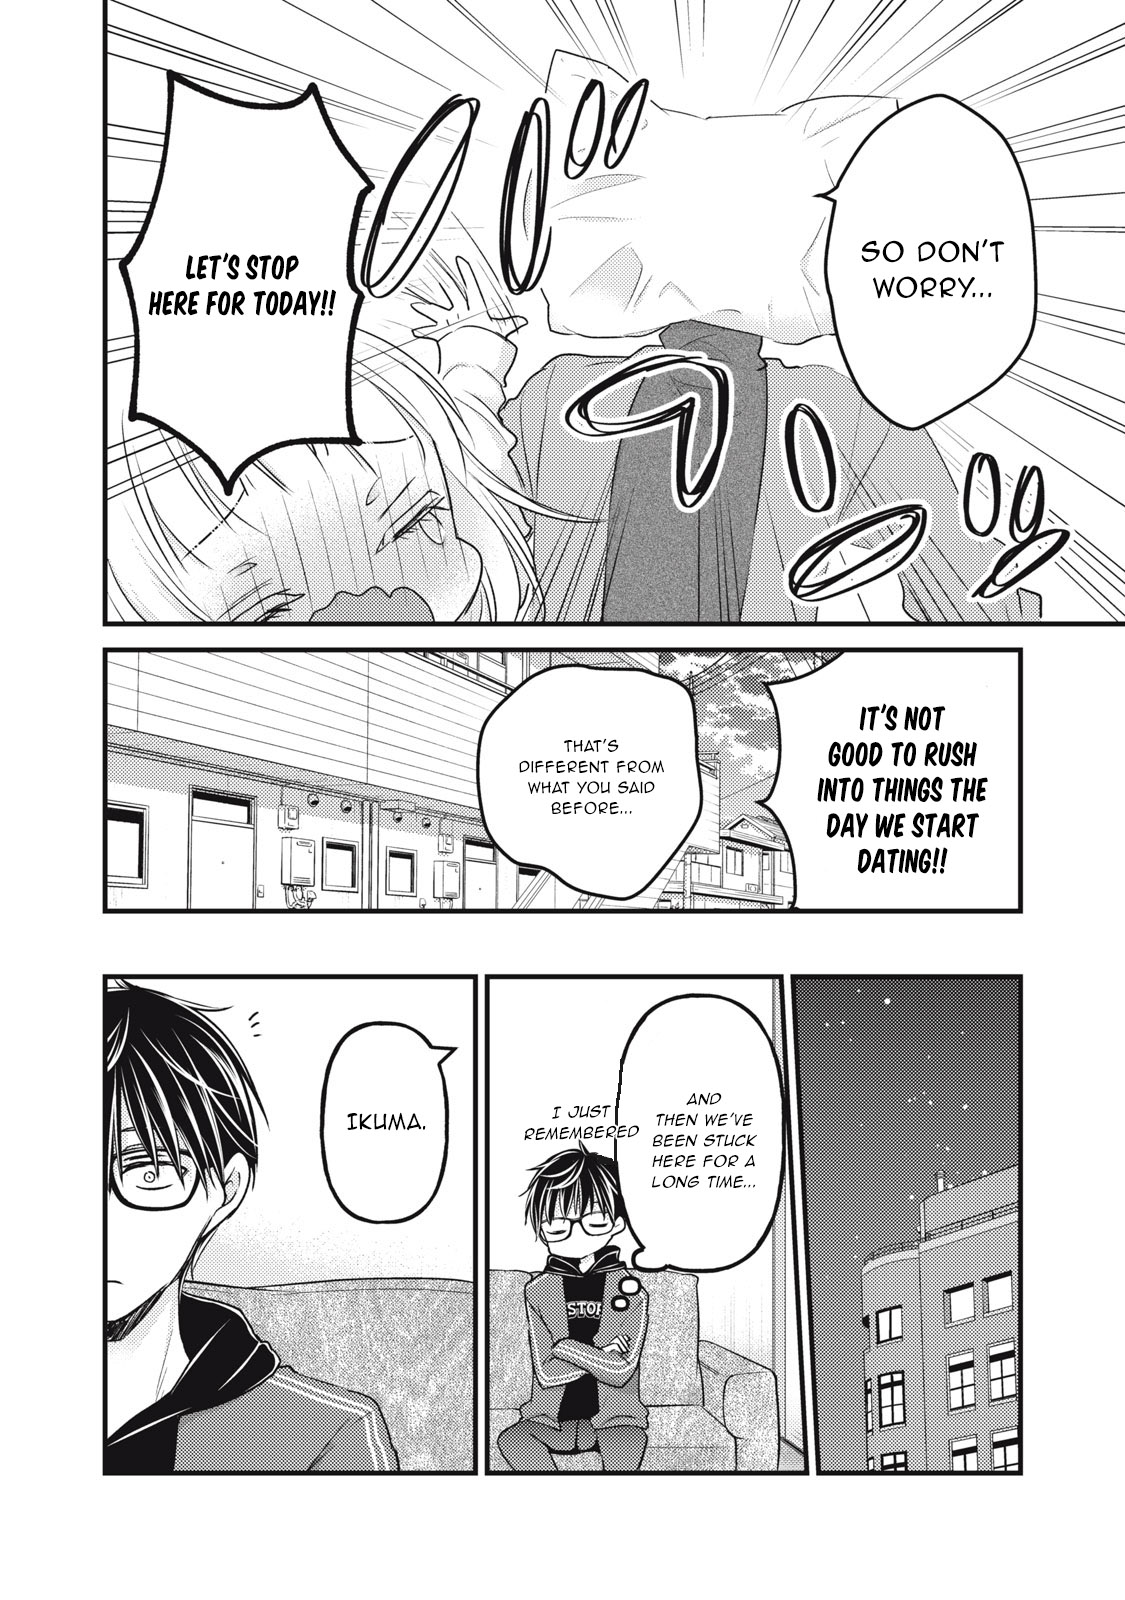 SO DON'T
WORRY...
LET'S STOP
HERE FOR TODAY!!
IT'S NOT
GOOD TO RUSH
INTO THINGS THE
DAY WE START
DATING!!
THAT'S
DIFFERENT FROM
WHAT YOU SAID
BEFORE...
AND
THEN WE'VE
BEEN STUCK
HERE FOR A
LONG TIME...
I JUST
REMEMBERED
STOP
IKUMA.